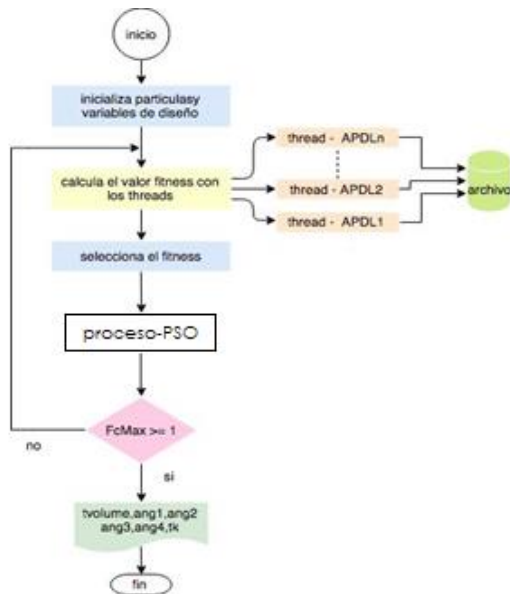 inicio
inicializa particulasy
variables de diseño
calcula el valor fitness con
los threads
thread - APDLn
thread - APDL2
thread - APDL1
archivo
selecciona el fitness
proceso-PSO
FcMax >= 1
no
si
tvolume,ang1,ang2
ang3,ang4,tk
fin